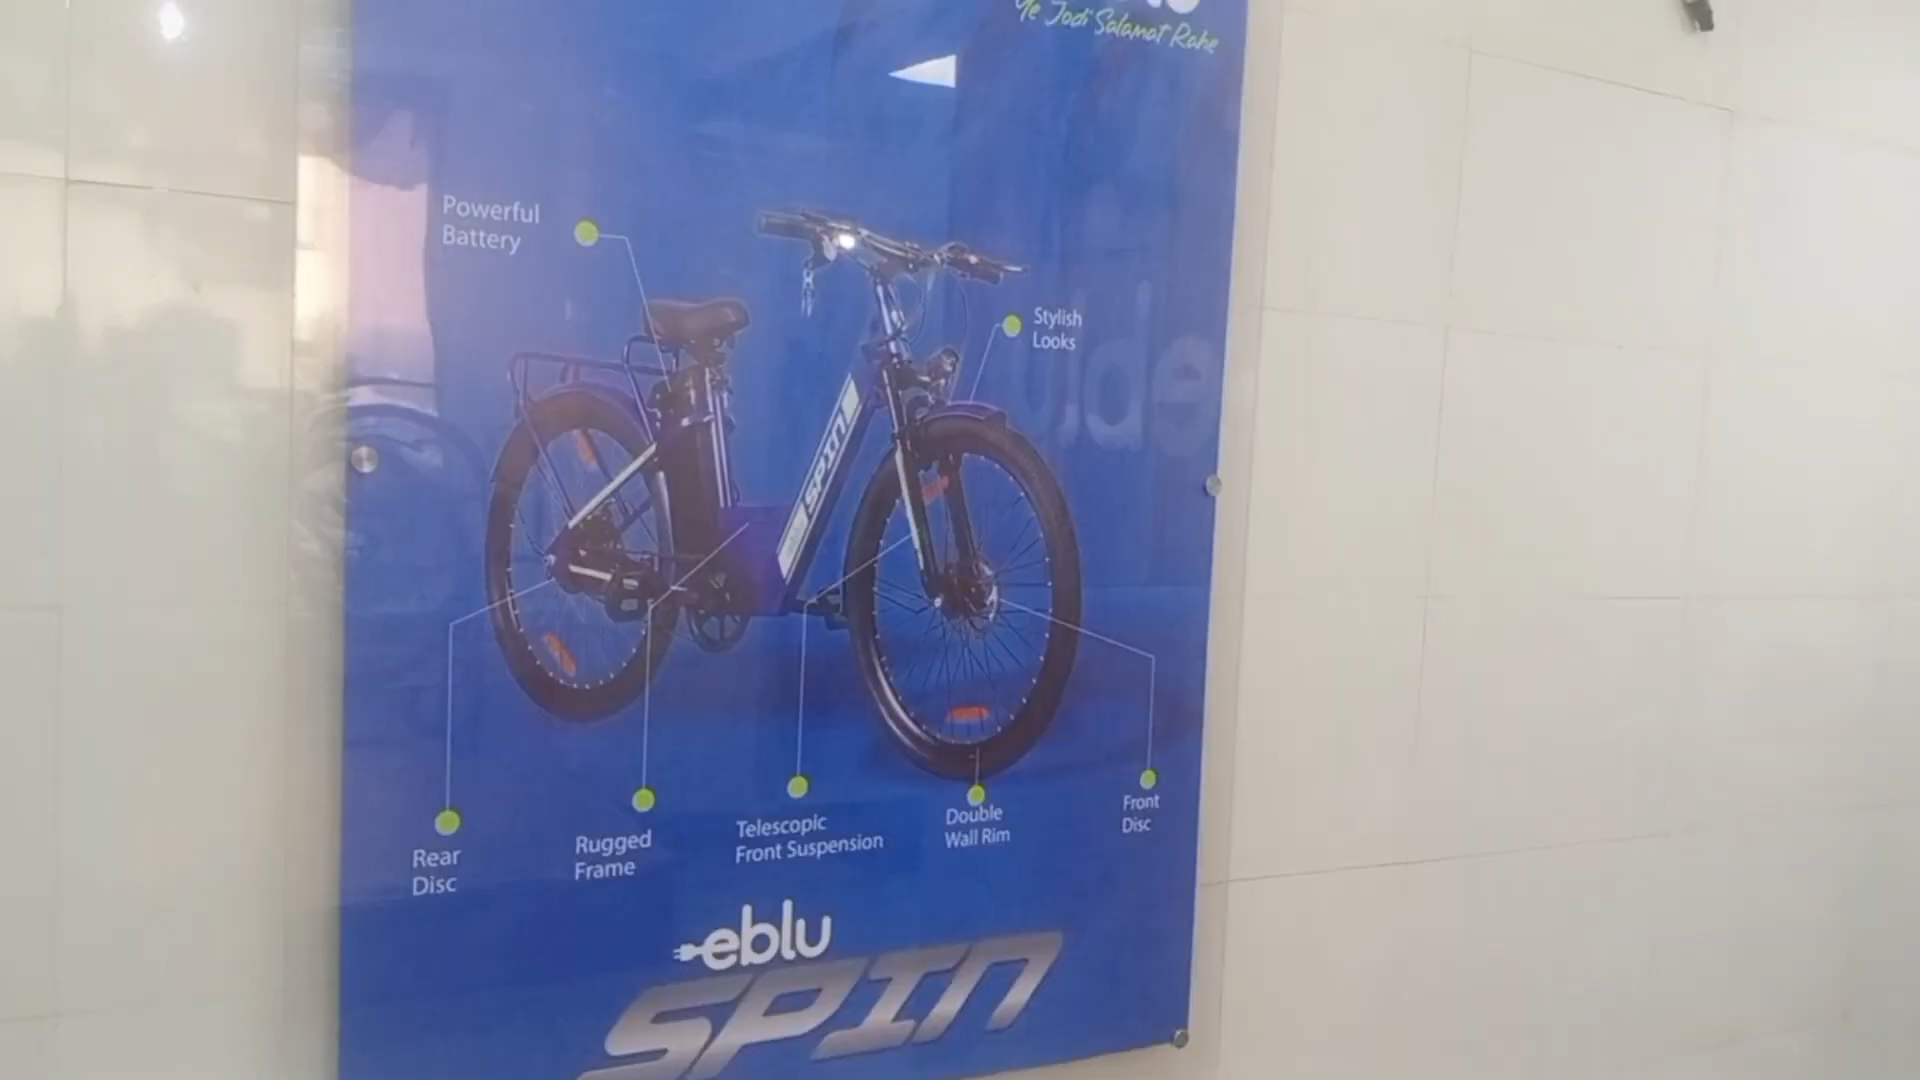 Ye Jodi Salamat Rahe
Powerful
Battery
Stylish
Looks
eblu
SPIN
Rear
Disc
Rugged
Frame
Telescopic
Front Suspension
Double
Wall Rim
Front
Disc
eblu
SPIN